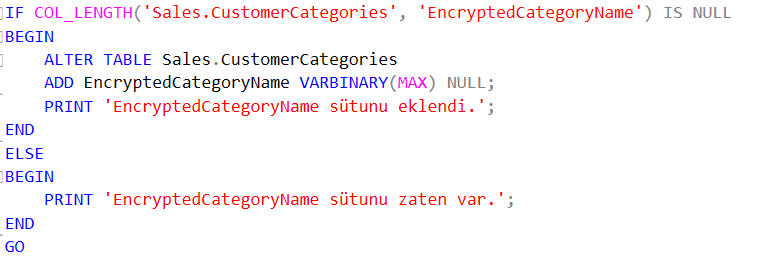 IF COL_LENGTH('Sales.CustomerCategories', 'EncryptedCategoryName') IS NULL
BEGIN
    ALTER TABLE Sales.CustomerCategories
    ADD EncryptedCategoryName VARBINARY(MAX) NULL;
    PRINT 'EncryptedCategoryName sütunu eklendi.';
END
ELSE
BEGIN
    PRINT 'EncryptedCategoryName sütunu zaten var.';
END
GO